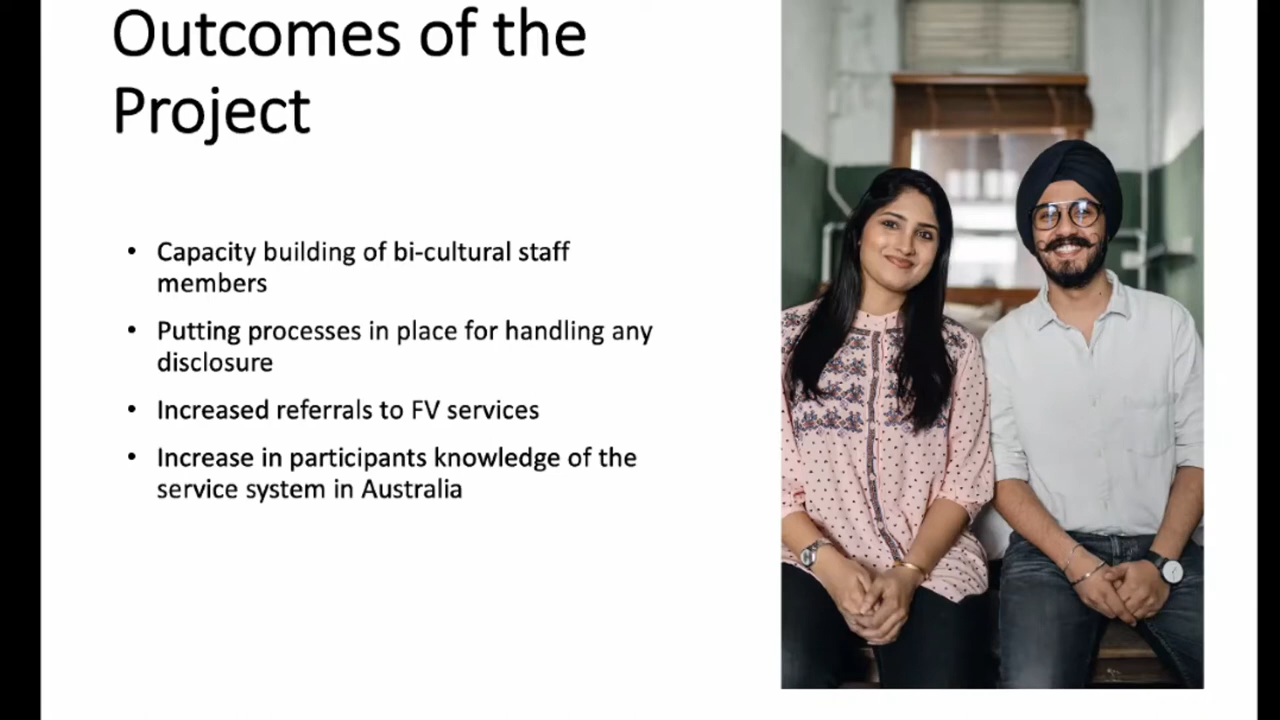 Outcomes of the
Project
• Capacity building of bi-cultural staff
members
• Putting processes in place for handling any
disclosure
• Increased referrals to FV services
• Increase in participants knowledge of the
service system in Australia